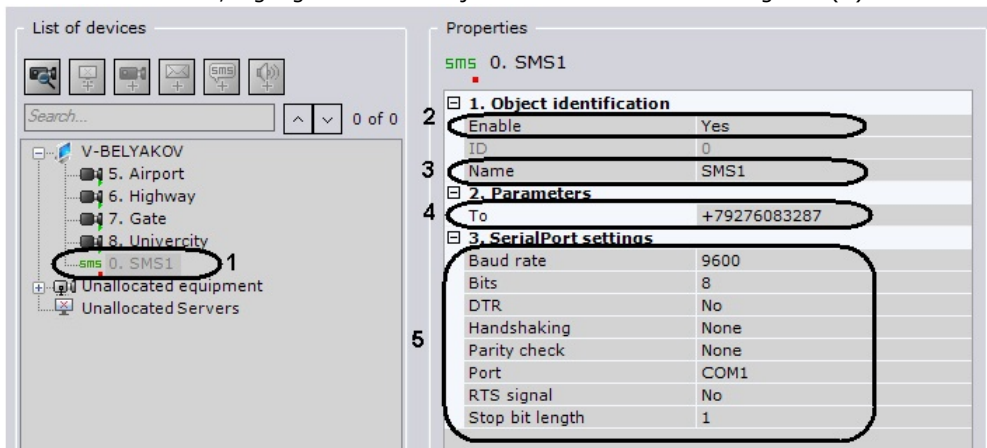 List of devices
sms
Search...
0 of 0
V-BELYAKOV
5. Airport
6. Highway
7. Gate
8. Univercity
sms 0. SMS1
1
Unallocated equipment
Unallocated Servers
Properties
sms 0. SMS1
1. Object identification
2
Enable Yes
ID 0
3
Name SMS1
2. Parameters
4
To +79276083287
3. SerialPort settings
5
Baud rate 9600
Bits 8
DTR No
Handshaking None
Parity check None
Port COM1
RTS signal No
Stop bit length 1